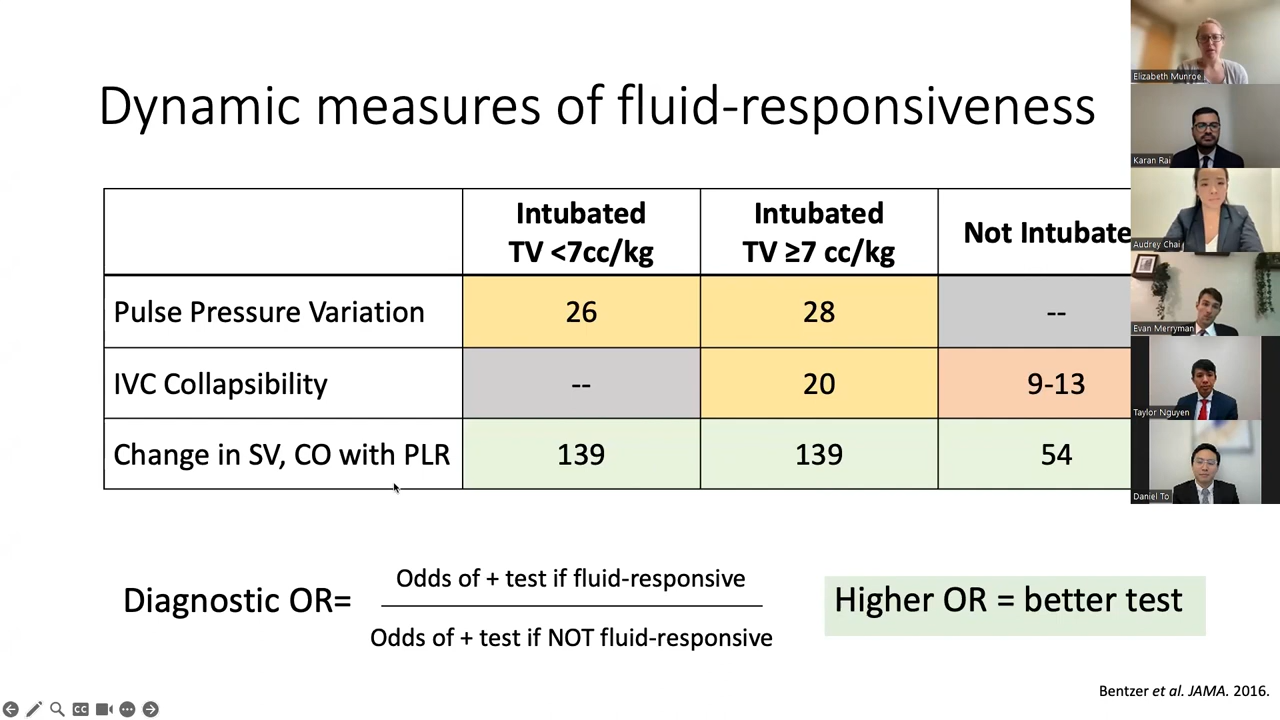 Dynamic measures of fluid-responsiveness
Intubated
TV <7cc/kg
Intubated
TV ≥7 cc/kg
Not Intubate
Pulse Pressure Variation
26
28
--
IVC Collapsibility
--
20
9-13
Change in SV, CO with PLR
139
139
54
Diagnostic OR=
Odds of + test if fluid-responsive
Odds of + test if NOT fluid-responsive
Higher OR = better test
Bentzer et al. JAMA. 2016.
Elizabeth Munroe
Karan Rai
Audrey Chai
Evan Merryman
Taylor Nguyen
Daniel To
CC